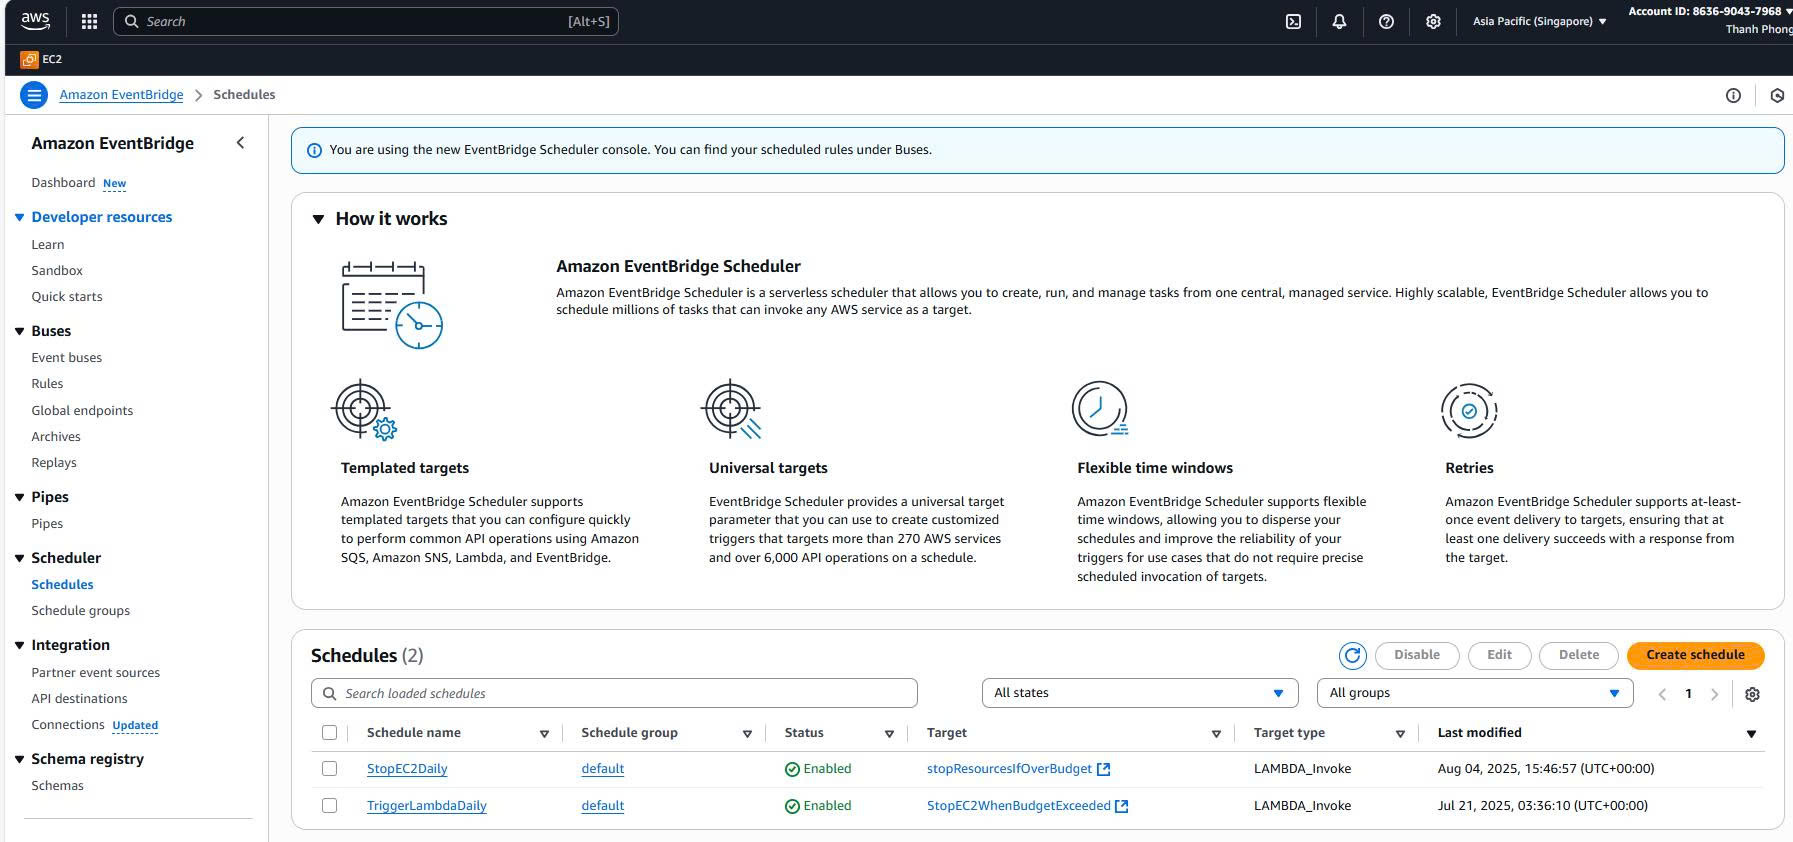 aws
Search [Alt+S]
Asia Pacific (Singapore)
Account ID: 8636-9043-7968
Thanh Phong
EC2
Amazon EventBridge
Schedules
Amazon EventBridge
Dashboard New
Developer resources
Learn
Sandbox
Quick starts
Buses
Event buses
Rules
Global endpoints
Archives
Replays
Pipes
Pipes
Scheduler
Schedules
Schedule groups
Integration
Partner event sources
API destinations
Connections Updated
Schema registry
Schemas
You are using the new EventBridge Scheduler console. You can find your scheduled rules under Buses.
How it works
Amazon EventBridge Scheduler
Amazon EventBridge Scheduler is a serverless scheduler that allows you to create, run, and manage tasks from one central, managed service. Highly scalable, EventBridge Scheduler allows you to
schedule millions of tasks that can invoke any AWS service as a target.
Templated targets
Amazon EventBridge Scheduler supports
templated targets that you can configure quickly
to perform common API operations using Amazon
SQS, Amazon SNS, Lambda, and EventBridge.
Universal targets
EventBridge Scheduler provides a universal target
parameter that you can use to create customized
triggers that targets more than 270 AWS services
and over 6,000 API operations on a schedule.
Flexible time windows
Amazon EventBridge Scheduler supports flexible
time windows, allowing you to disperse your
schedules and improve the reliability of your
triggers for use cases that do not require precise
scheduled invocation of targets.
Retries
Amazon EventBridge Scheduler supports at-least-
once event delivery to targets, ensuring that at
least one delivery succeeds with a response from
the target.
Schedules (2)
Disable Edit Delete Create schedule
Search loaded schedules
All states
All groups
1
Schedule name Schedule group Status Target Target type Last modified
StopEC2Daily default Enabled stopResourcesIfOverBudget LAMBDA_Invoke Aug 04, 2025, 15:46:57 (UTC+00:00)
TriggerLambdaDaily default Enabled StopEC2WhenBudgetExceeded LAMBDA_Invoke Jul 21, 2025, 03:36:10 (UTC+00:00)